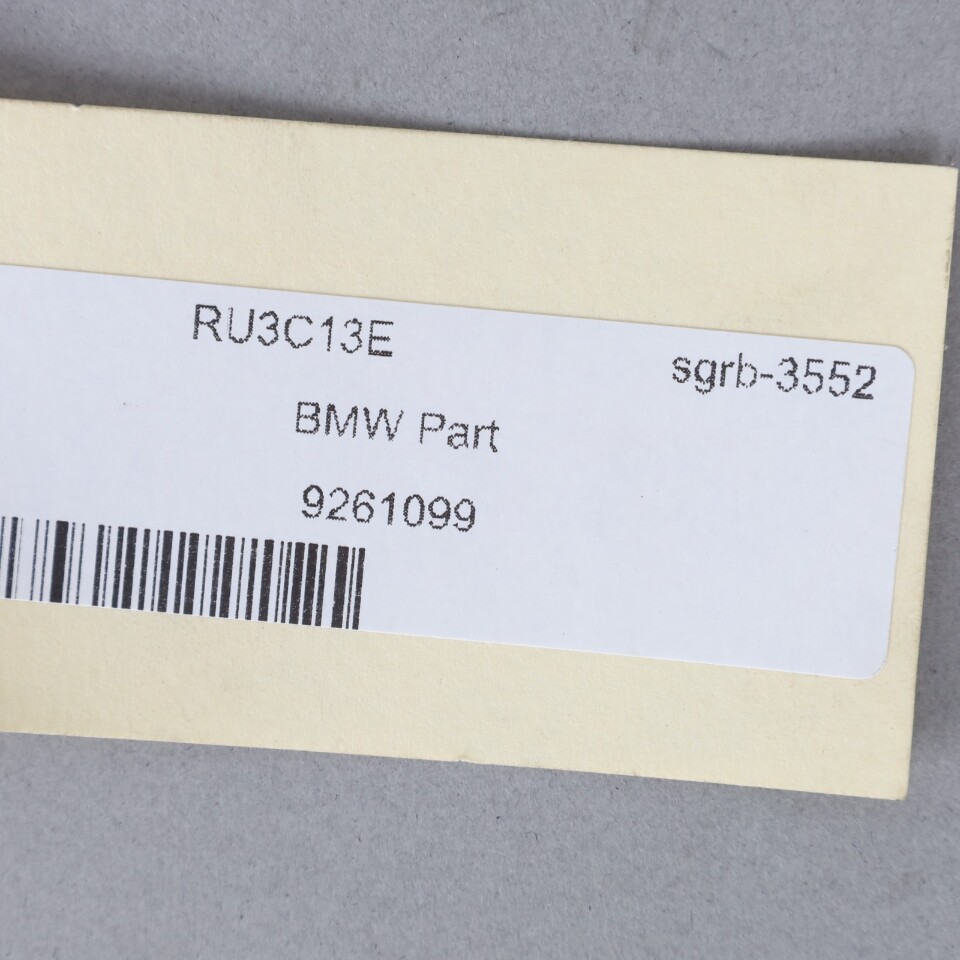 RU3C13E
sgrb-3552
BMW Part
9261099